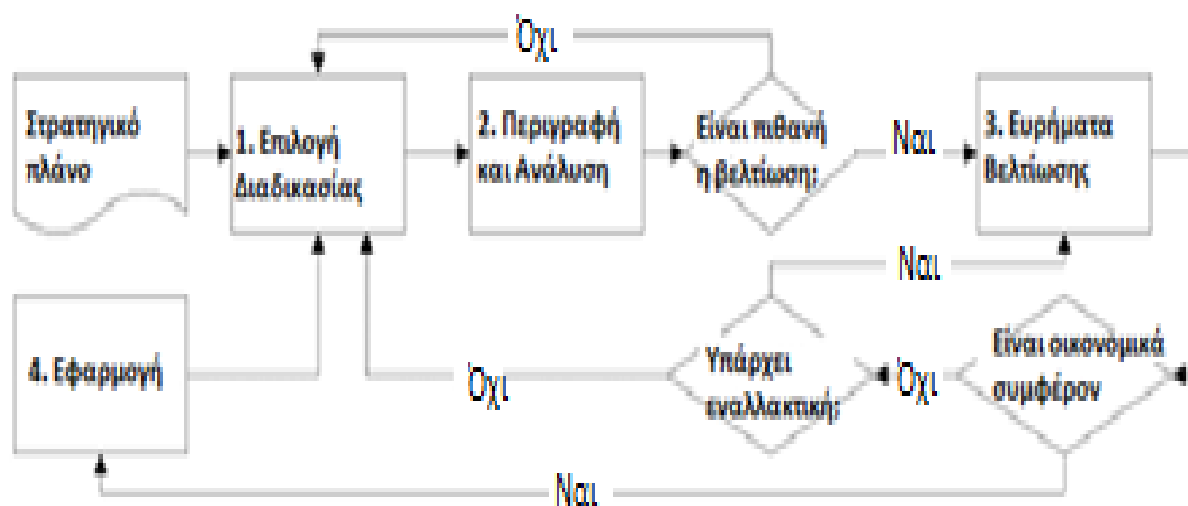 Όχι
Στρατηγικό
πλάνο
1. Επιλογή
Διαδικασίας
2. Περιγραφή
και Ανάλυση
Είναι πιθανή
η βελτίωση;
Ναι
3. Ευρήματα
Βελτίωσης
Ναι
4. Εφαρμογή
Όχι
Υπάρχει
εναλλακτική;
Όχι
Είναι οικονομικά
συμφέρον
Ναι